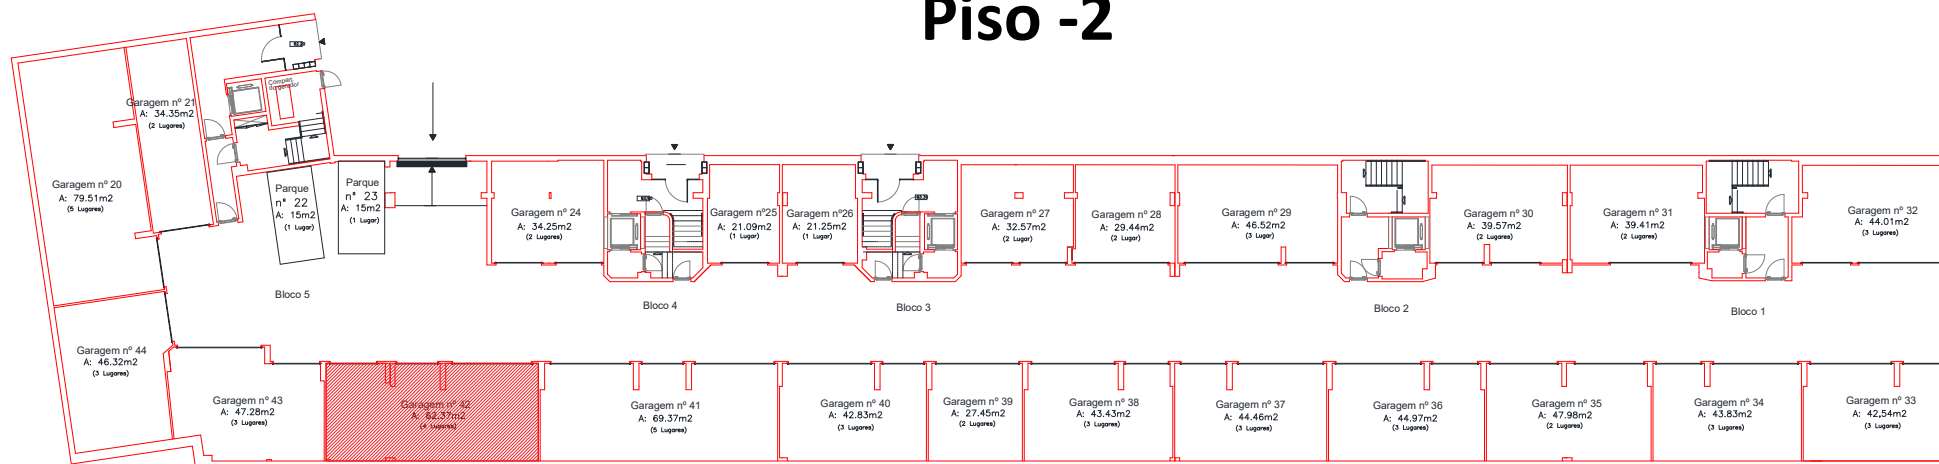 Piso -2
Compart.
do gerador
Garagem nº 21
A: 34.35m2
(2 Lugares)
Garagem nº 20
A: 79.51m2
(5 Lugares)
Parque
nº 22
A: 15m2
(1 Lugar)
Parque
nº 23
A: 15m2
(1 Lugar)
Garagem nº 24
A: 34.25m2
(2 Lugares)
Garagem nº25
A: 21.09m2
(1 Lugar)
Garagem nº26
A: 21.25m2
(1 Lugar)
Garagem nº 27
A: 32.57m2
(2 Lugar)
Garagem nº 28
A: 29.44m2
(2 Lugar)
Garagem nº 29
A: 46.52m2
(3 Lugar)
Garagem nº 30
A: 39.57m2
(2 Lugares)
Garagem nº 31
A: 39.41m2
(2 Lugares)
Garagem nº 32
A: 44.01m2
(3 Lugares)
Bloco 5
Bloco 4
Bloco 3
Bloco 2
Bloco 1
Garagem nº 44
A: 46.32m2
(3 Lugares)
Garagem nº 43
A: 47.28m2
(3 Lugares)
Garagem nº 42
A: 62.37m2
(4 Lugares)
Garagem nº 41
A: 69.37m2
(5 Lugares)
Garagem nº 40
A: 42.83m2
(3 Lugares)
Garagem nº 39
A: 27.45m2
(2 Lugares)
Garagem nº 38
A: 43.43m2
(3 Lugares)
Garagem nº 37
A: 44.46m2
(3 Lugares)
Garagem nº 36
A: 44.97m2
(3 Lugares)
Garagem nº 35
A: 47.98m2
(2 Lugares)
Garagem nº 34
A: 43.83m2
(3 Lugares)
Garagem nº 33
A: 42,54m2
(3 Lugares)